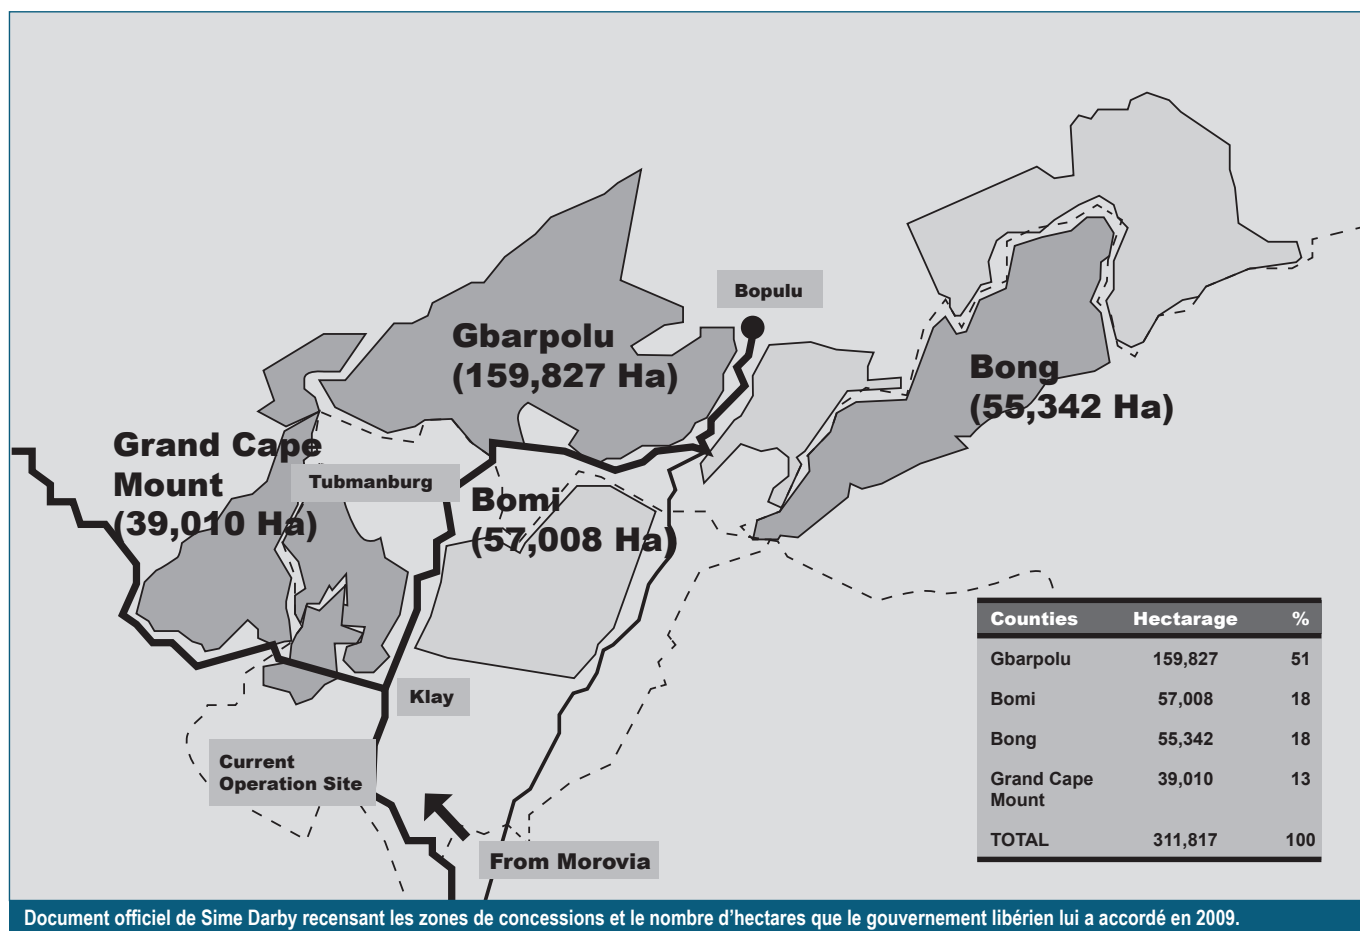 Bopulu
Gbarpolu
(159,827 Ha)
Bong
(55,342 Ha)
Grand Cape
Mount
(39,010 Ha)
Tubmanburg
Bomi
(57,008 Ha)
Klay
Current
Operation Site
From Morovia
Counties Hectarage %
Gbarpolu 159,827 51
Bomi 57,008 18
Bong 55,342 18
Grand Cape
Mount 39,010 13
TOTAL 311,817 100
Document officiel de Sime Darby recensant les zones de concessions et le nombre d’hectares que le gouvernement libérien lui a accordé en 2009.